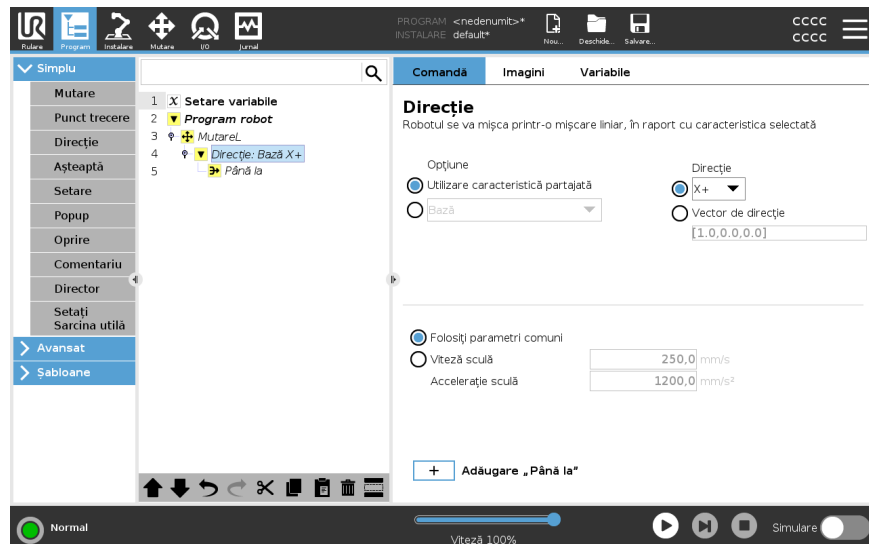 PROGRAM <nedenumit>*
INSTALARE default*
CCCC
CCCC
Rulare
Program
Instalare
Mutare
I/O
Jurnal
Nou...
Deschide...
Salvare...
Simplu
Mutare
Punct trecere
Direcție
Așteaptă
Setare
Popup
Oprire
Comentariu
Director
Setați
Sarcina utilă
Avansat
Șabloane
1 X Setare variabile
2 Program robot
3 MutareL
4 Direcție: Bază X+
5 Până la
Comandă
Imagini
Variabile
Direcție
Robotul se va mișca printr-o mișcare liniar, în raport cu caracteristica selectată
Opțiune
Utilizare caracteristică partajată
Bază
Direcție
X+
Vector de direcție
[1.0,0.0,0.0]
Folosiți parametri comuni
Viteză sculă 250,0 mm/s
Accelerație sculă 1200,0 mm/s²
+ Adăugare „Până la”
Normal
Viteză 100%
Simulare